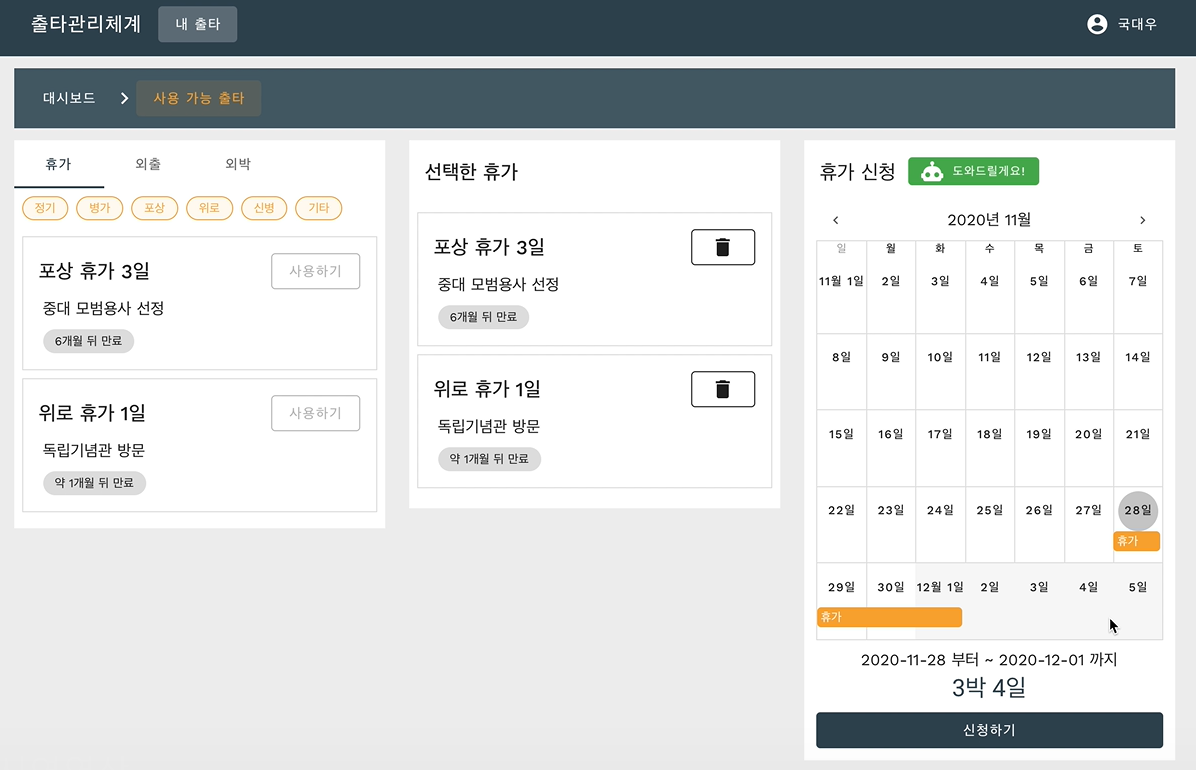 출타관리체계 내 출타 국대우
대시보드 사용 가능 출타
휴가 외출 외박
정기 병가 포상 위로 신병 기타
포상 휴가 3일 사용하기
중대 모범용사 선정
6개월 뒤 만료
위로 휴가 1일 사용하기
독립기념관 방문
약 1개월 뒤 만료
선택한 휴가
포상 휴가 3일
중대 모범용사 선정
6개월 뒤 만료
위로 휴가 1일
독립기념관 방문
약 1개월 뒤 만료
휴가 신청 도와드릴게요!
2020년 11월
일 월 화 수 목 금 토
11월 1일 2일 3일 4일 5일 6일 7일
8일 9일 10일 11일 12일 13일 14일
15일 16일 17일 18일 19일 20일 21일
22일 23일 24일 25일 26일 27일 28일
휴가
29일 30일 12월 1일 2일 3일 4일 5일
휴가
2020-11-28 부터 ~ 2020-12-01 까지
3박 4일
신청하기